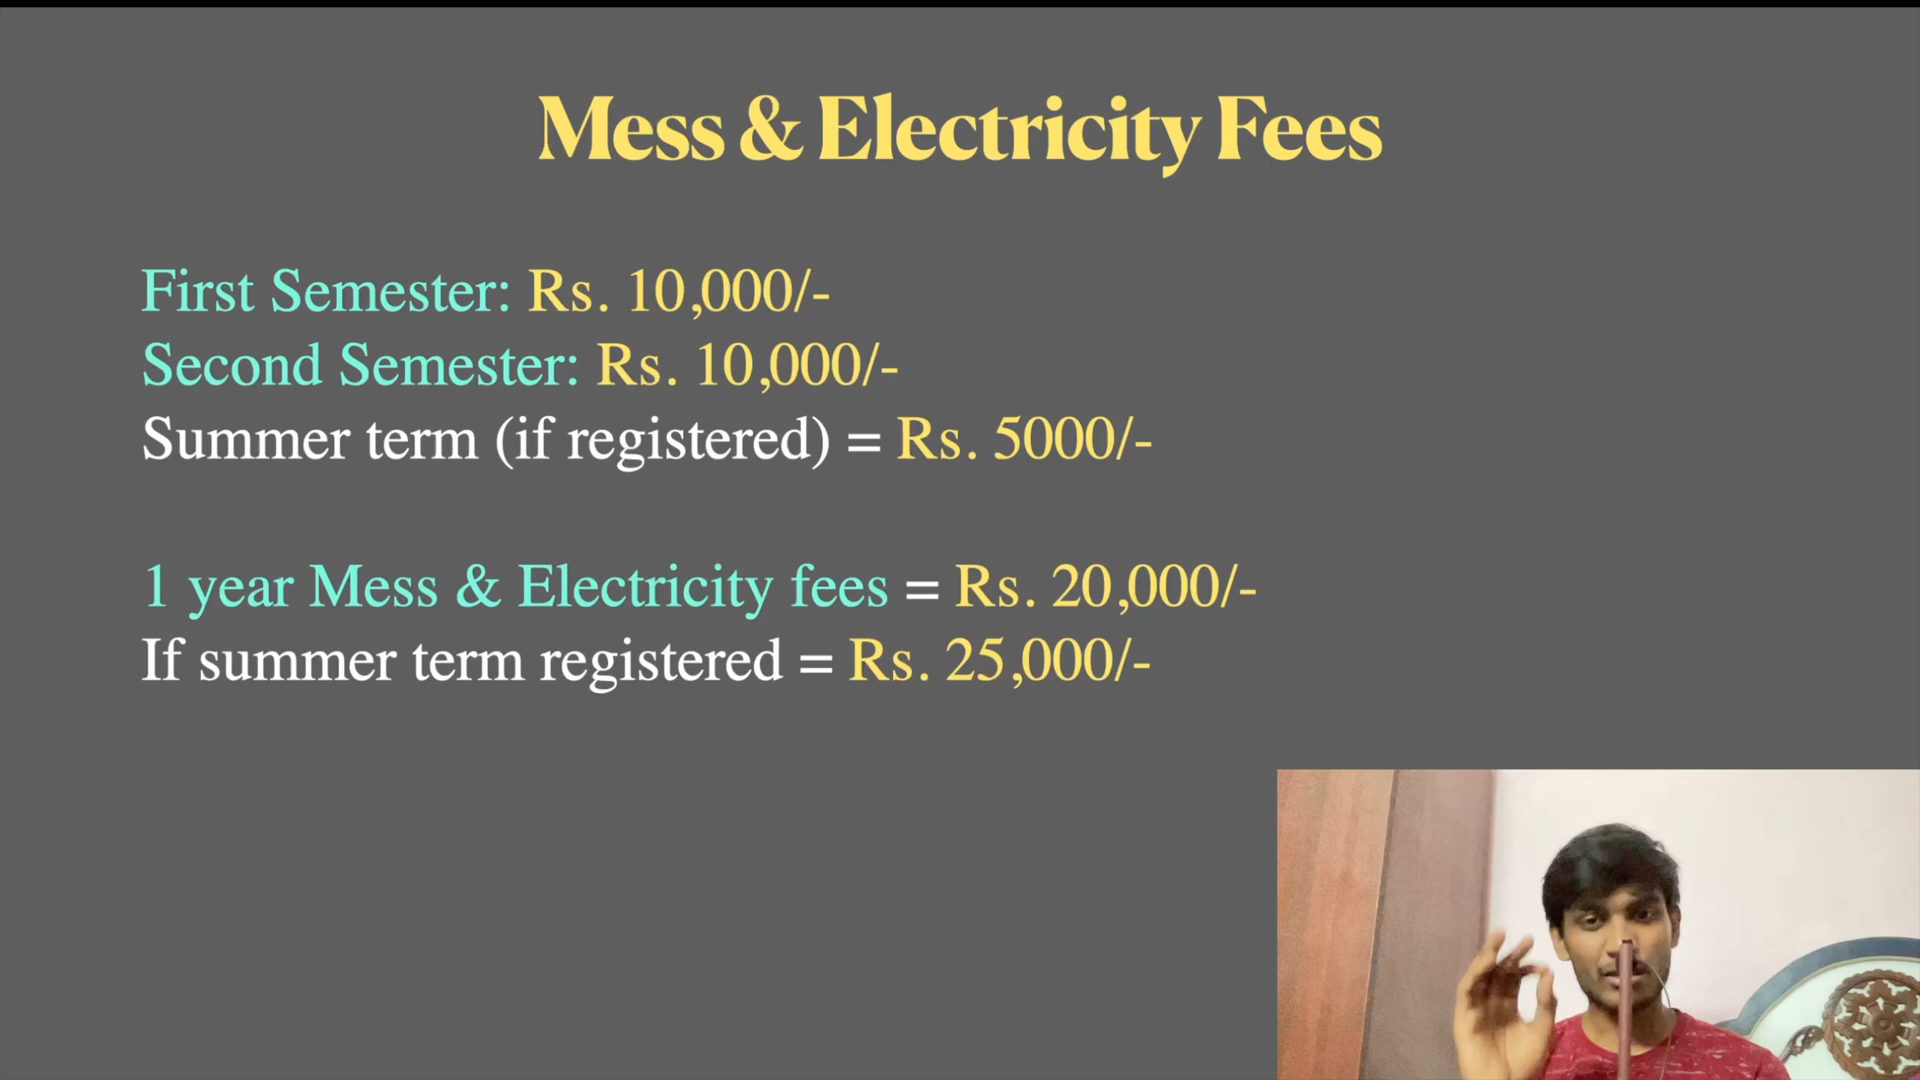 Mess & Electricity Fees
First Semester: Rs. 10,000/-
Second Semester: Rs. 10,000/-
Summer term (if registered) = Rs. 5000/-
1 year Mess & Electricity fees = Rs. 20,000/-
If summer term registered = Rs. 25,000/-